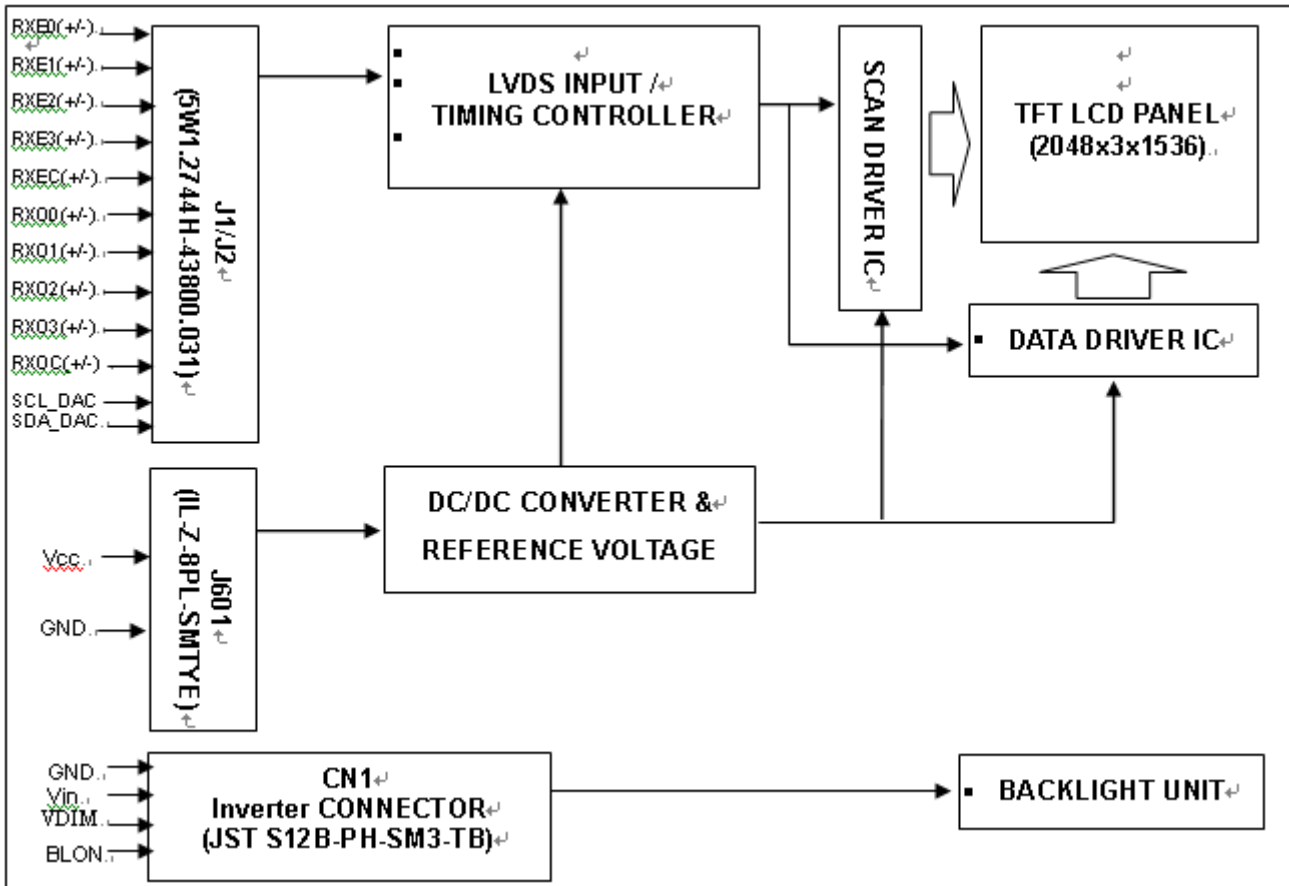 RXE0(+/-)
RXE1(+/-)
RXE2(+/-)
RXE3(+/-)
RXEC(+/-)
RXO0(+/-)
RXO1(+/-)
RXO2(+/-)
RXO3(+/-)
RXOC(+/-)
SCL_DAC
SDA_DAC
J1/J2
(5W1.2744H-43800.031)
LVDS INPUT /
TIMING CONTROLLER
SCAN DRIVER IC
TFT LCD PANEL
(2048x3x1536)
DATA DRIVER IC
Vcc
GND
J601
(IL-Z-8PL-SMTYE)
DC/DC CONVERTER &
REFERENCE VOLTAGE
GND
Vin
VDIM
BLON
CN1
Inverter CONNECTOR
(JST S12B-PH-SM3-TB)
BACKLIGHT UNIT